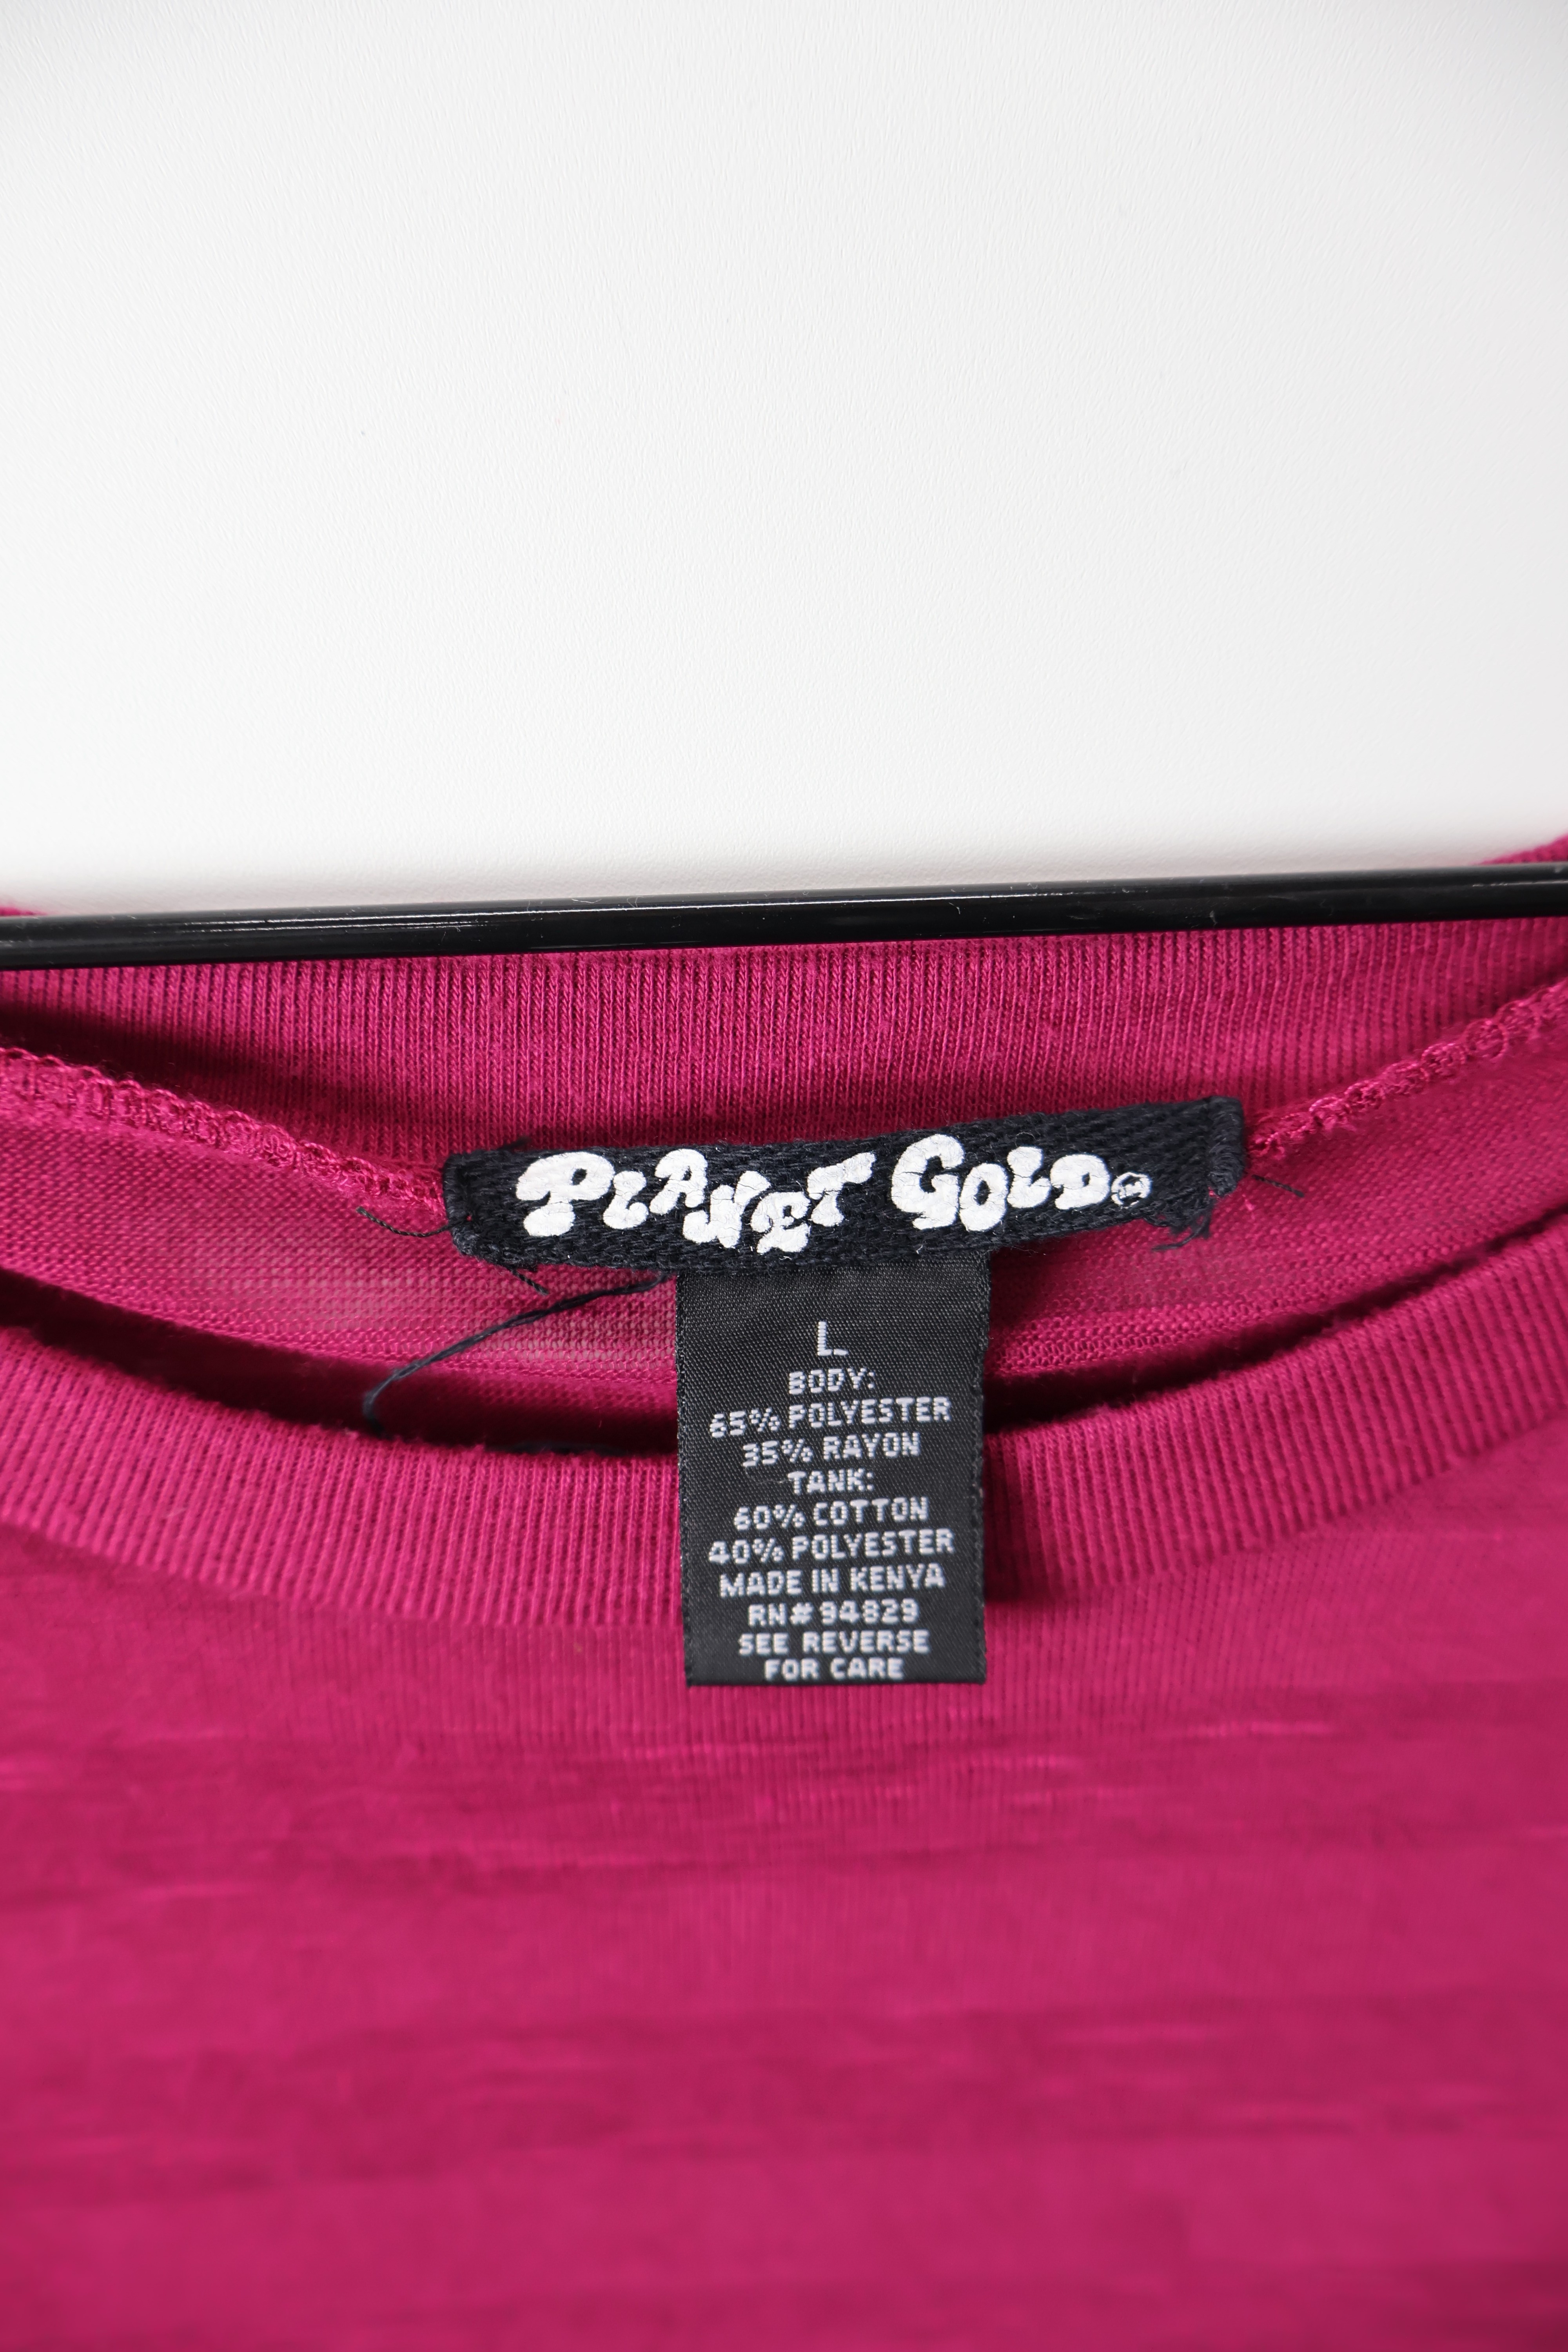 PLANET GOLD®
L
BODY:
65% POLYESTER
35% RAYON
TANK:
60% COTTON
40% POLYESTER
MADE IN KENYA
RN# 94829
SEE REVERSE
FOR CARE